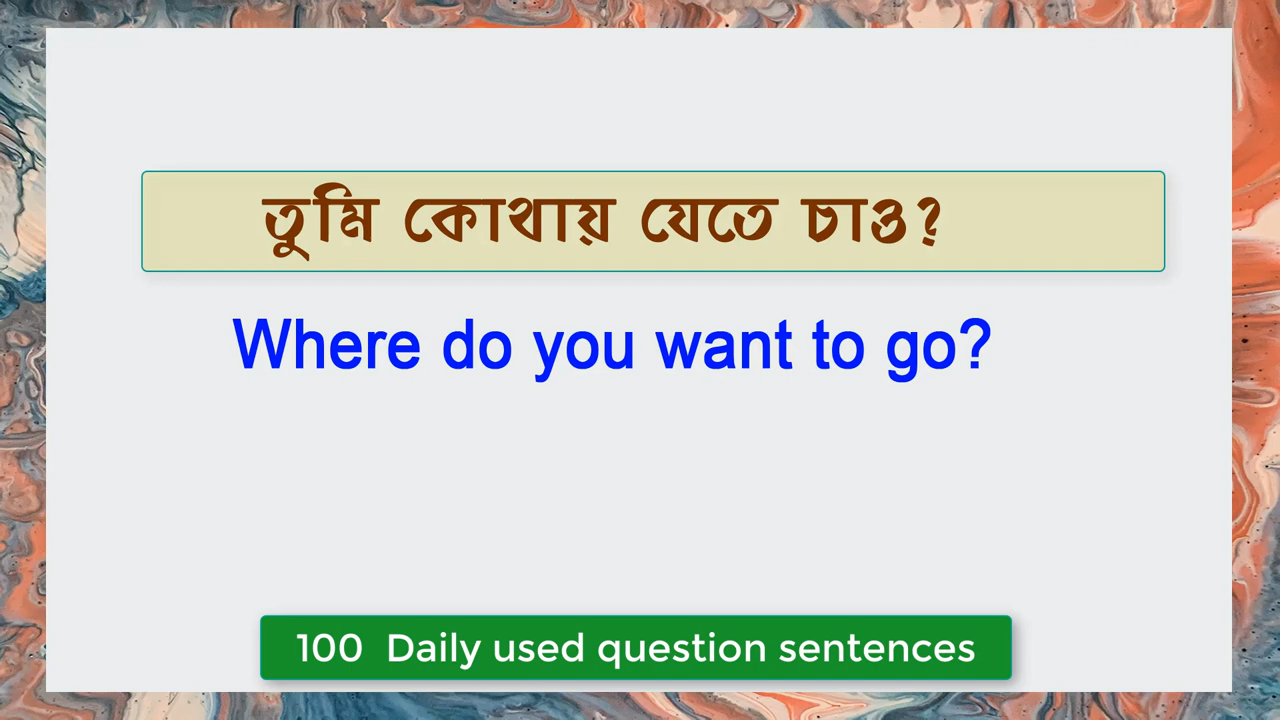 তুমি কোথায় যেতে চাও?
Where do you want to go?
100 Daily used question sentences